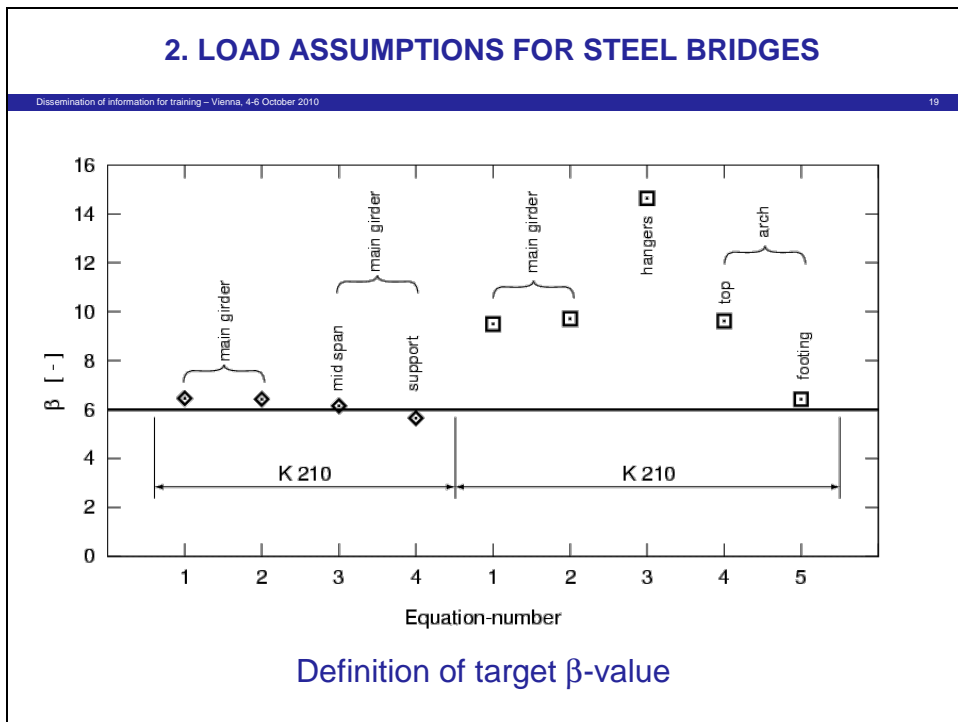 2. LOAD ASSUMPTIONS FOR STEEL BRIDGES
Dissemination of information for training – Vienna, 4-6 October 2010
19
16
14
12
10
8
6
4
2
0
β [ - ]
main girder
mid span
main girder
support
main girder
hangers
top
arch
footing
K 210
K 210
1 2 3 4 1 2 3 4 5
Equation-number
Definition of target β-value